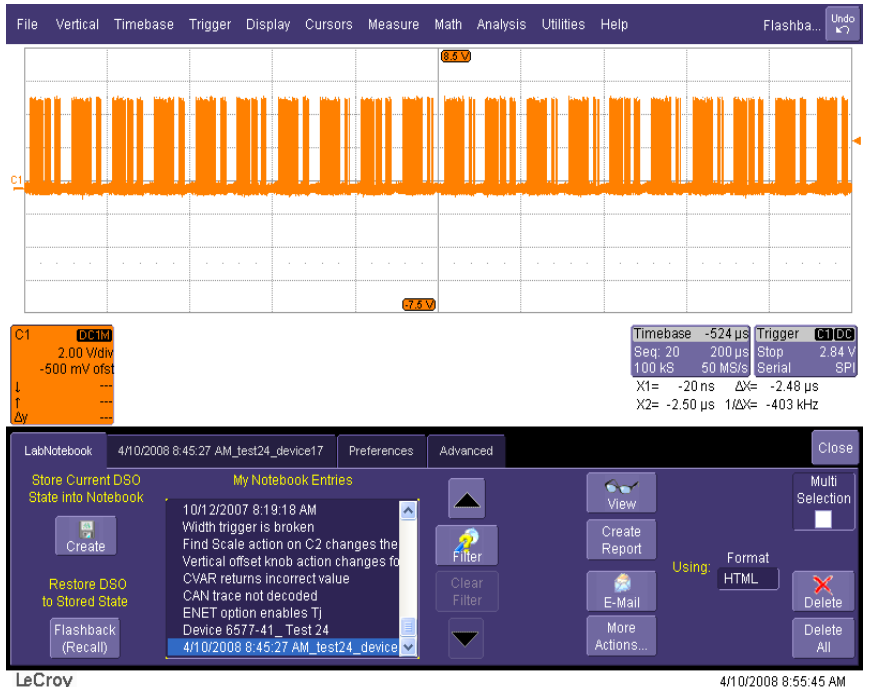 File Vertical Timebase Trigger Display Cursors Measure Math Analysis Utilities Help Flashba... Undo
8.5 V
C1
-7.5 V
C1 DC1M
2.00 V/div
-500 mV ofst
↓ ---
↑ ---
Δy ---
Timebase -524 µs
Seq: 20 200 µs
100 kS 50 MS/s
Trigger C1 DC
Stop 2.84 V
Serial SPI
X1= -20 ns ΔX= -2.48 µs
X2= -2.50 µs 1/ΔX= -403 kHz
LabNotebook 4/10/2008 8:45:27 AM_test24_device17 Preferences Advanced Close
Store Current DSO
State into Notebook
Create
Restore DSO
to Stored State
Flashback
(Recall)
My Notebook Entries
10/12/2007 8:19:18 AM
Width trigger is broken
Find Scale action on C2 changes the
Vertical offset knob action changes fo
CVAR returns incorrect value
CAN trace not decoded
ENET option enables Tj
Device 6577-41_ Test 24
4/10/2008 8:45:27 AM_test24_device
Filter
Clear
Filter
View
Create
Report
E-Mail
More
Actions...
Using:
Format
HTML
Multi
Selection
Delete
Delete
All
LeCroy
4/10/2008 8:55:45 AM